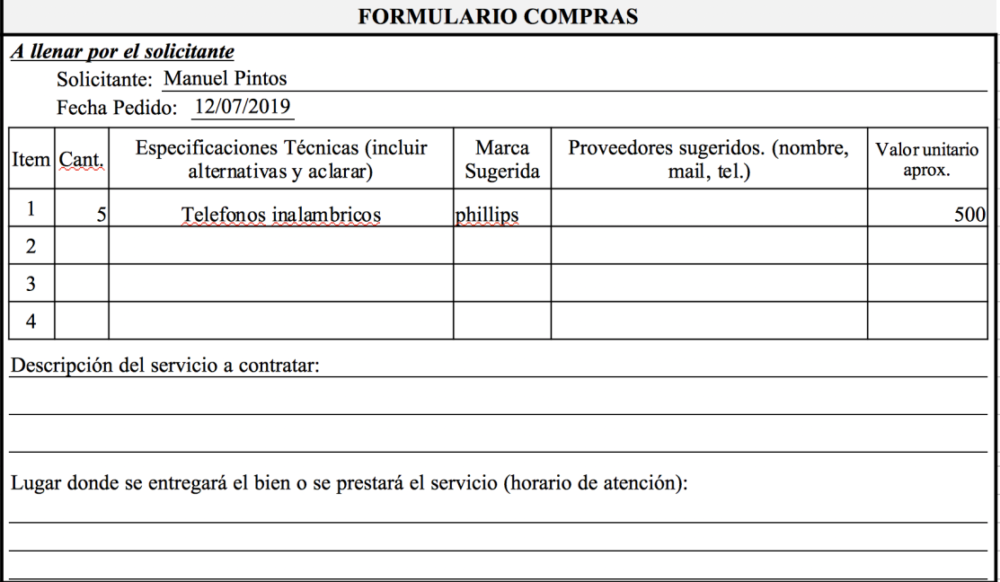 FORMULARIO COMPRAS
A llenar por el solicitante
Solicitante: Manuel Pintos
Fecha Pedido: 12/07/2019
Item Cant. Especificaciones Técnicas (incluir alternativas y aclarar) Marca Sugerida Proveedores sugeridos. (nombre, mail, tel.) Valor unitario aprox.
1 5 Telefonos inalambricos phillips 500
2
3
4
Descripción del servicio a contratar:
Lugar donde se entregará el bien o se prestará el servicio (horario de atención):